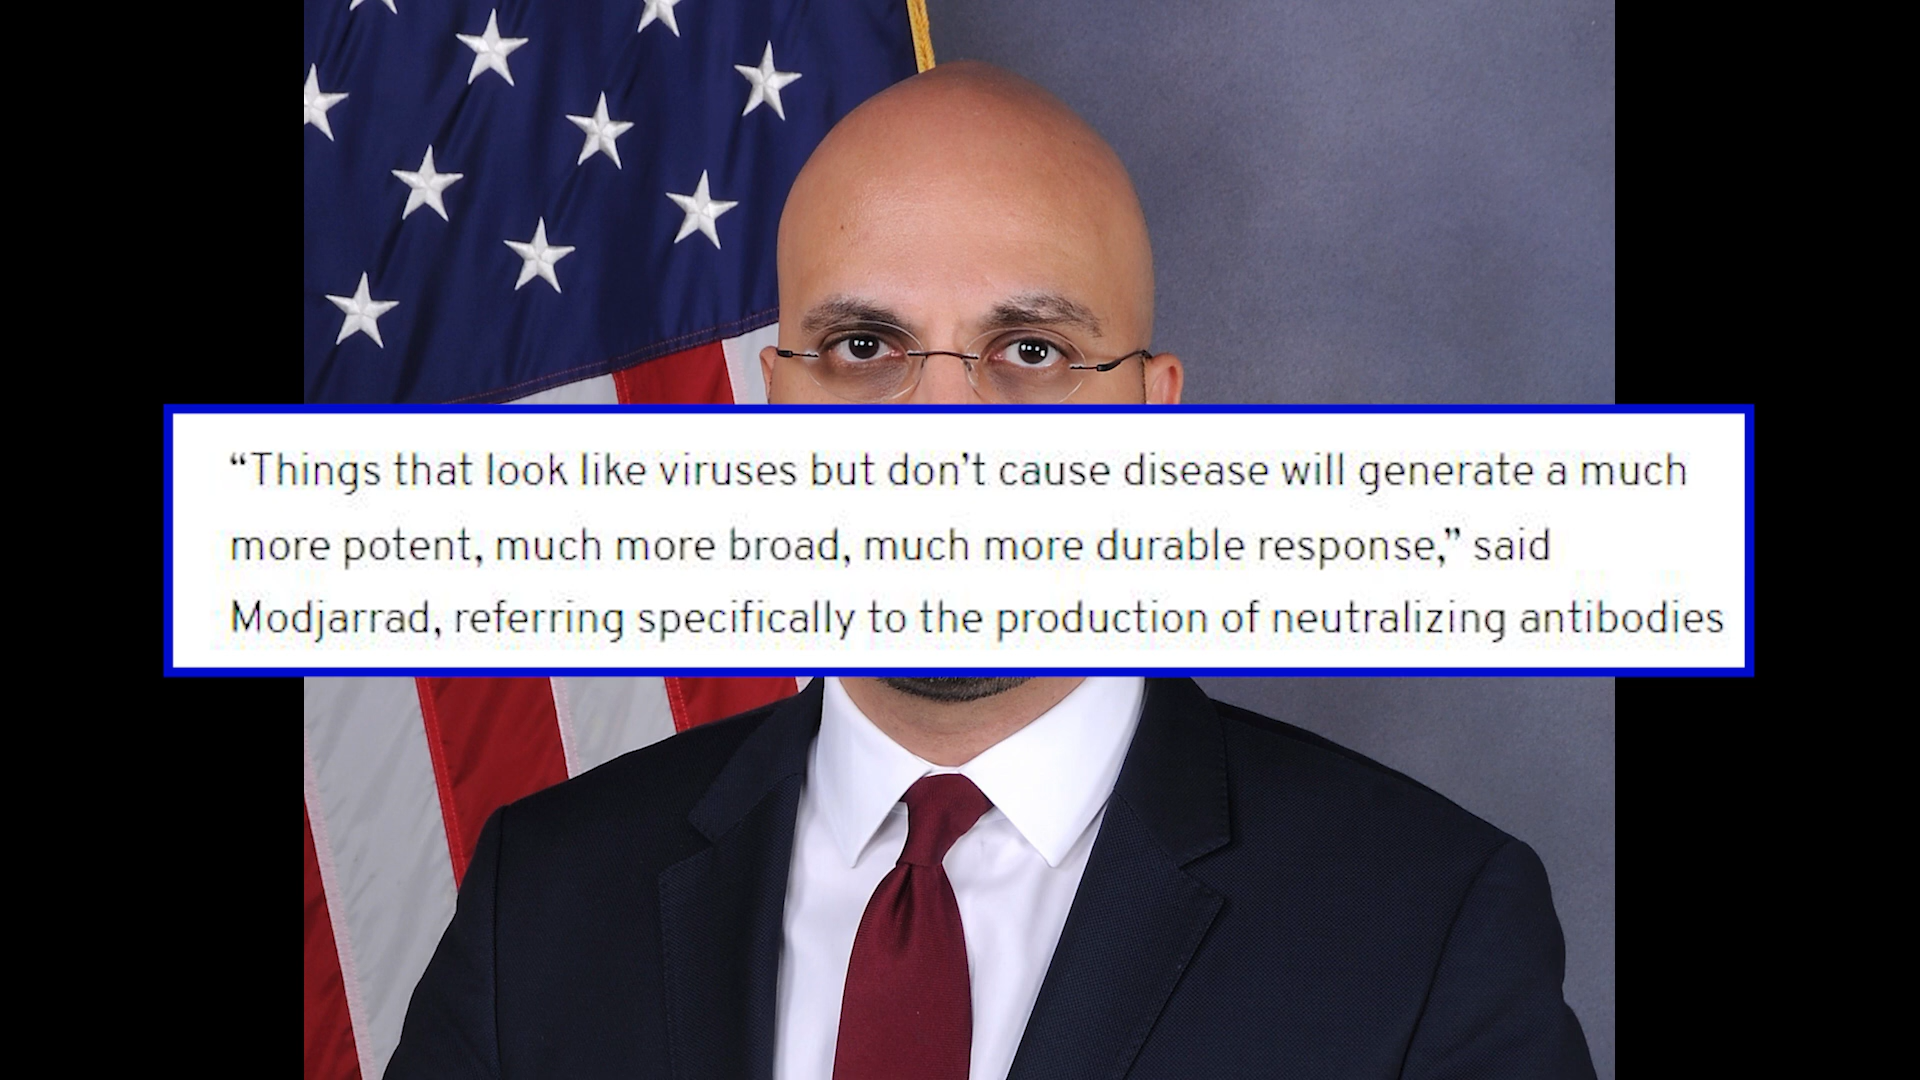 “Things that look like viruses but don’t cause disease will generate a much
more potent, much more broad, much more durable response,” said
Modjarrad, referring specifically to the production of neutralizing antibodies